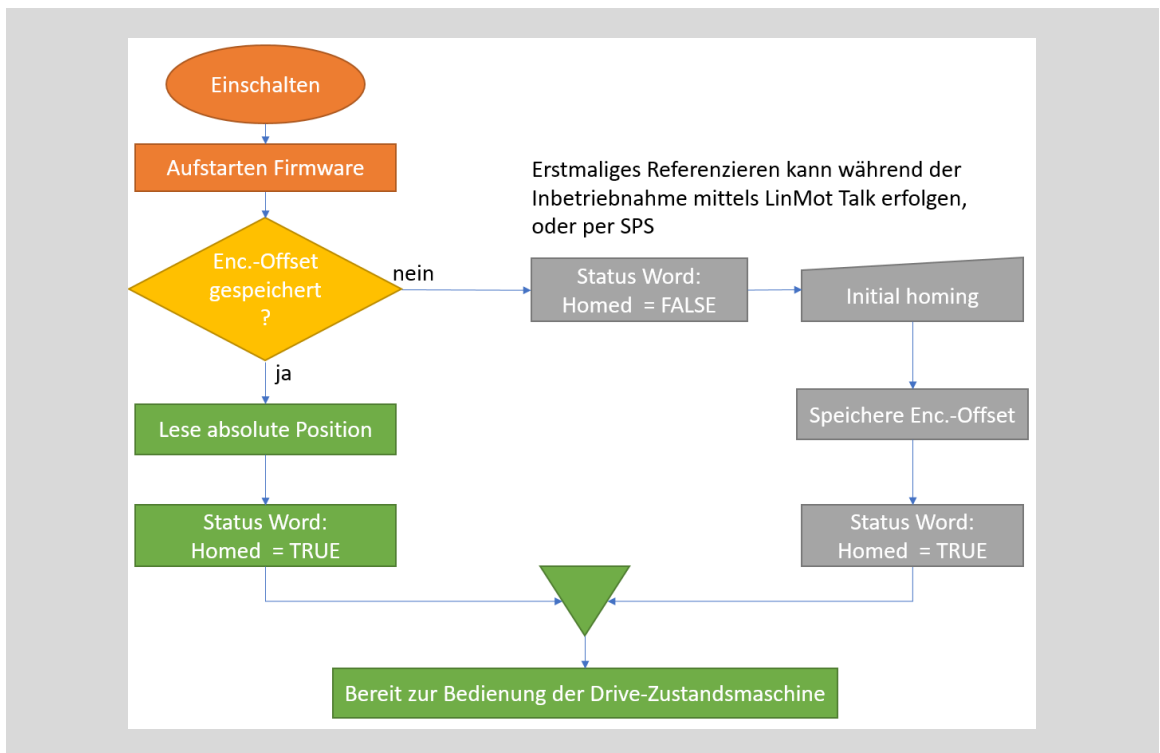 Einschalten
Aufstarten Firmware
Erstmaliges Referenzieren kann während der
Inbetriebnahme mittels LinMot Talk erfolgen,
oder per SPS
Enc.-Offset
gespeichert
?
nein
Status Word:
Homed = FALSE
Initial homing
ja
Lese absolute Position
Speichere Enc.-Offset
Status Word:
Homed = TRUE
Status Word:
Homed = TRUE
Bereit zur Bedienung der Drive-Zustandsmaschine